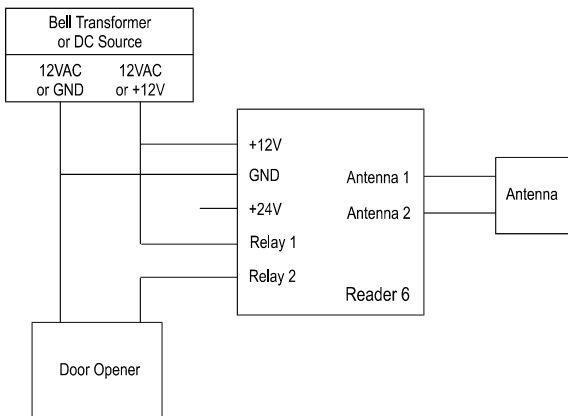 Bell Transformer
or DC Source
12VAC
or GND
12VAC
or +12V
+12V
GND
+24V
Relay 1
Relay 2
Antenna 1
Antenna 2
Reader 6
Antenna
Door Opener